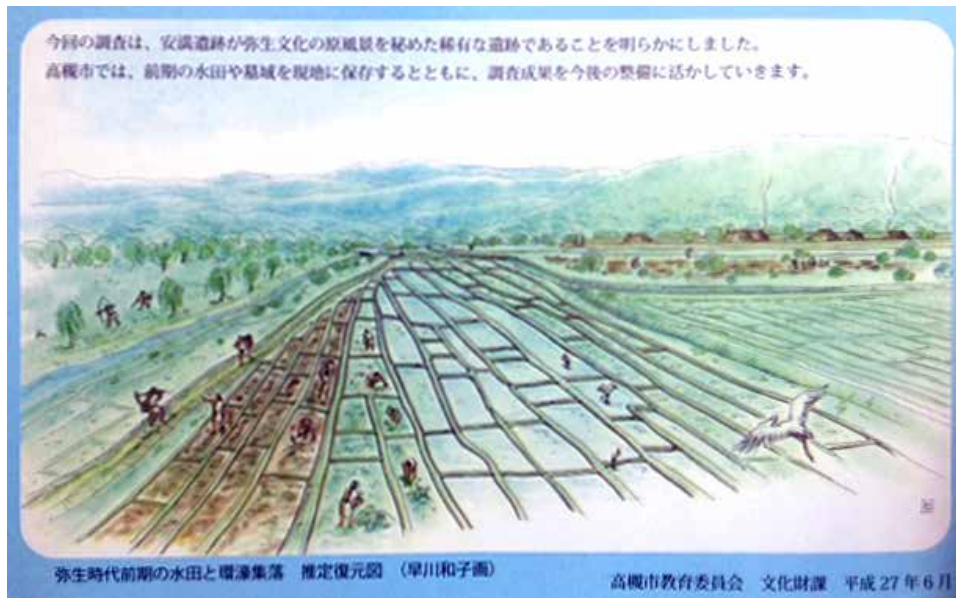 今回の調査は、安満遺跡が弥生文化の原風景を秘めた稀有な遺跡であることを明らかにしました。
高槻市では、前期の水田や墓域を現地に保存するとともに、調査成果を今後の整備に活かしていきます。
弥生時代前期の水田と環濠集落　推定復元図　（早川和子画）
高槻市教育委員会　文化財課　平成27年6月